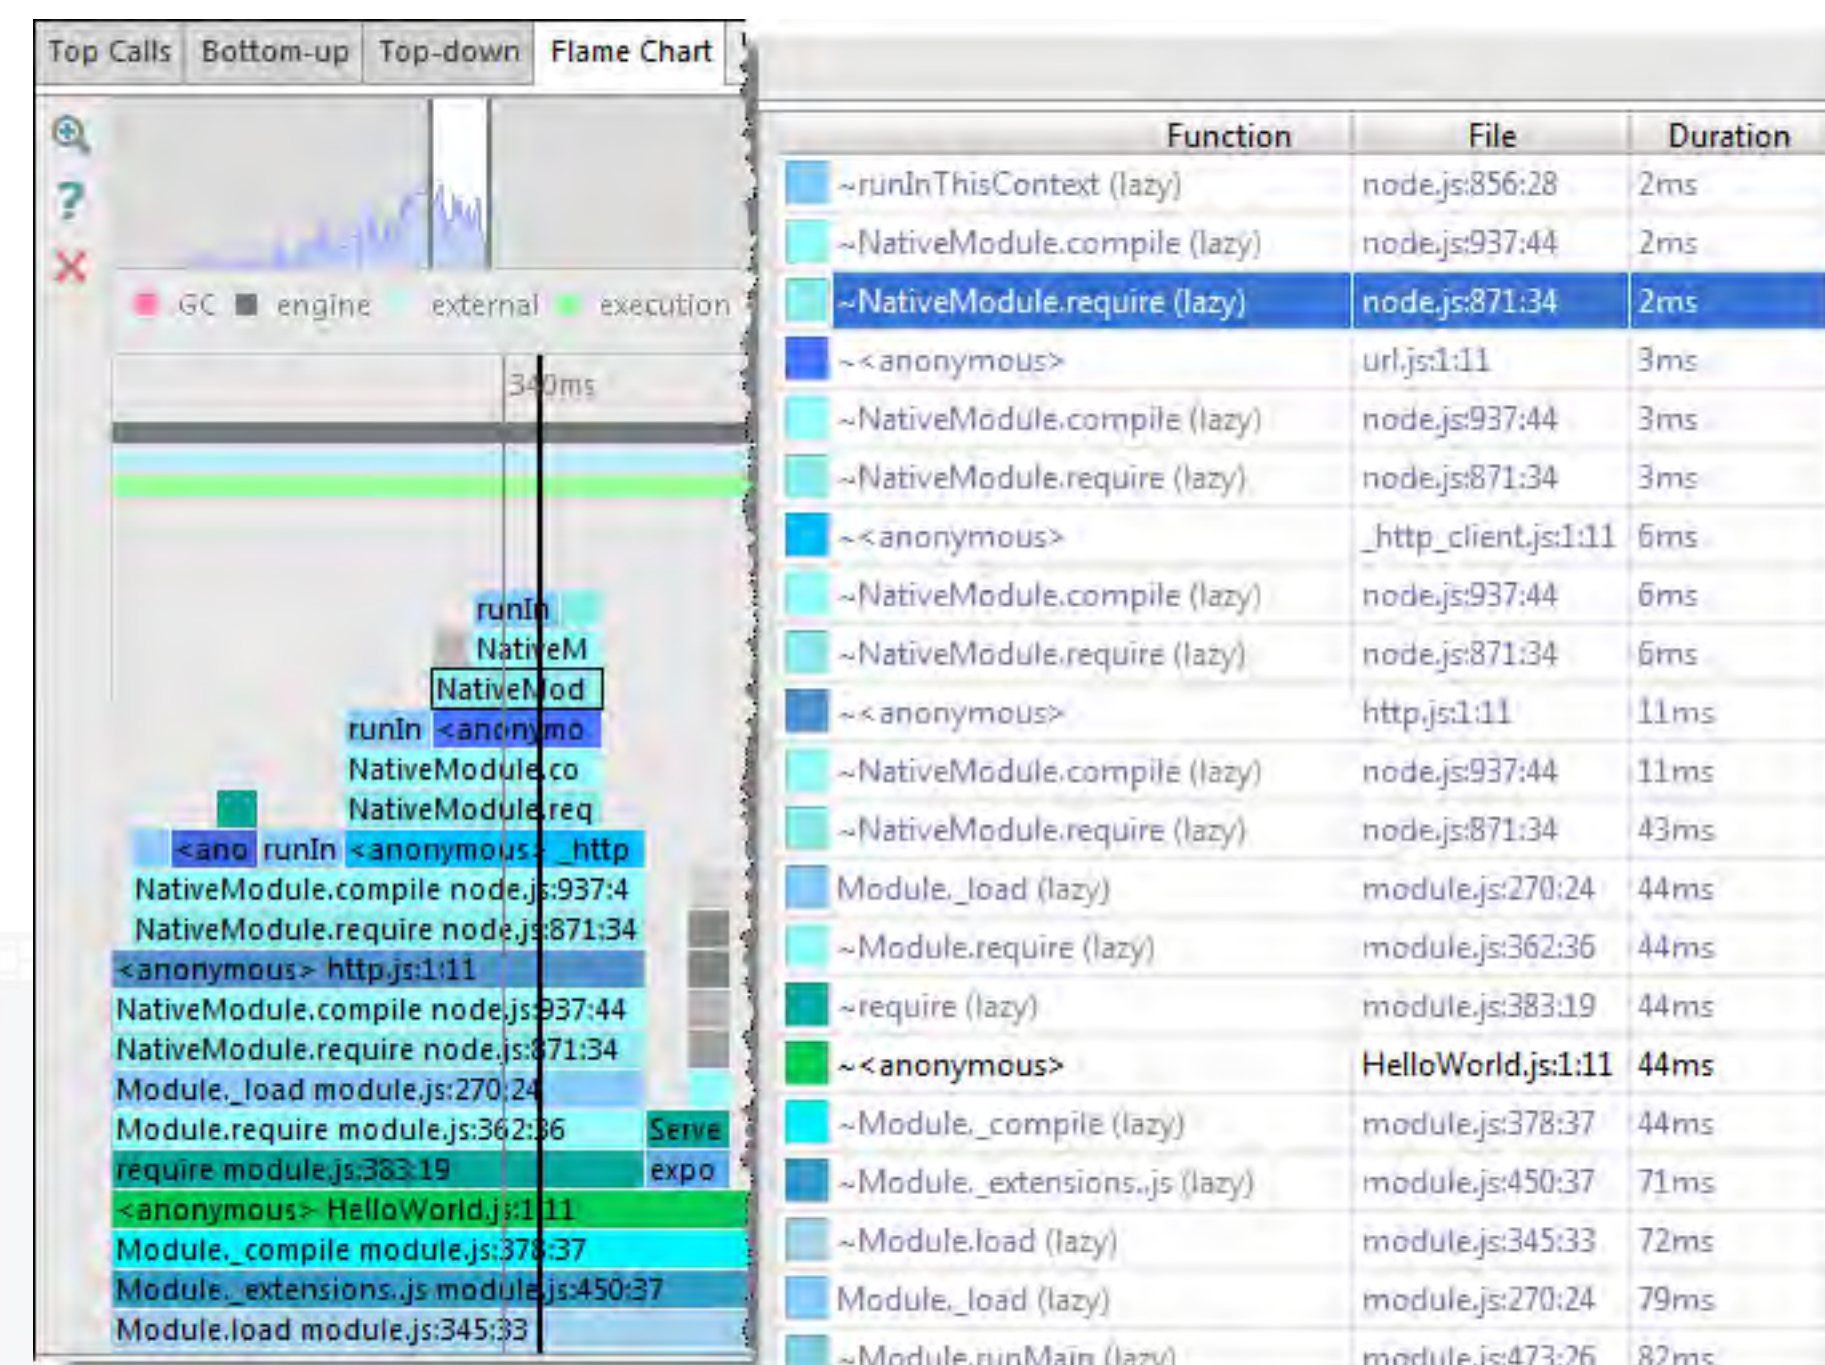 Top Calls Bottom-up Top-down Flame Chart
GC engine external execution
340ms
runIn
NativeM
NativeMod
runIn <anonymo
NativeModule.co
NativeModule.req
<ano runIn <anonymous> _http
NativeModule.compile node.js:937:4
NativeModule.require node.js:871:34
<anonymous> http.js:1:11
NativeModule.compile node.js:937:44
NativeModule.require node.js:871:34
Module._load module.js:270:24
Module.require module.js:362:36 Serve
require module.js:383:19 expo
<anonymous> HelloWorld.js:1:11
Module._compile module.js:378:37
Module._extensions..js module.js:450:37
Module.load module.js:345:33
Function File Duration
~runInThisContext (lazy) node.js:856:28 2ms
~NativeModule.compile (lazy) node.js:937:44 2ms
~NativeModule.require (lazy) node.js:871:34 2ms
~<anonymous> url.js:1:11 3ms
~NativeModule.compile (lazy) node.js:937:44 3ms
~NativeModule.require (lazy) node.js:871:34 3ms
~<anonymous> _http_client.js:1:11 6ms
~NativeModule.compile (lazy) node.js:937:44 6ms
~NativeModule.require (lazy) node.js:871:34 6ms
~<anonymous> http.js:1:11 11ms
~NativeModule.compile (lazy) node.js:937:44 11ms
~NativeModule.require (lazy) node.js:871:34 43ms
Module._load (lazy) module.js:270:24 44ms
~Module.require (lazy) module.js:362:36 44ms
~require (lazy) module.js:383:19 44ms
~<anonymous> HelloWorld.js:1:11 44ms
~Module._compile (lazy) module.js:378:37 44ms
~Module._extensions..js (lazy) module.js:450:37 71ms
~Module.load (lazy) module.js:345:33 72ms
Module._load (lazy) module.js:270:24 79ms
~Module.runMain (lazy) module.js:473:26 82ms